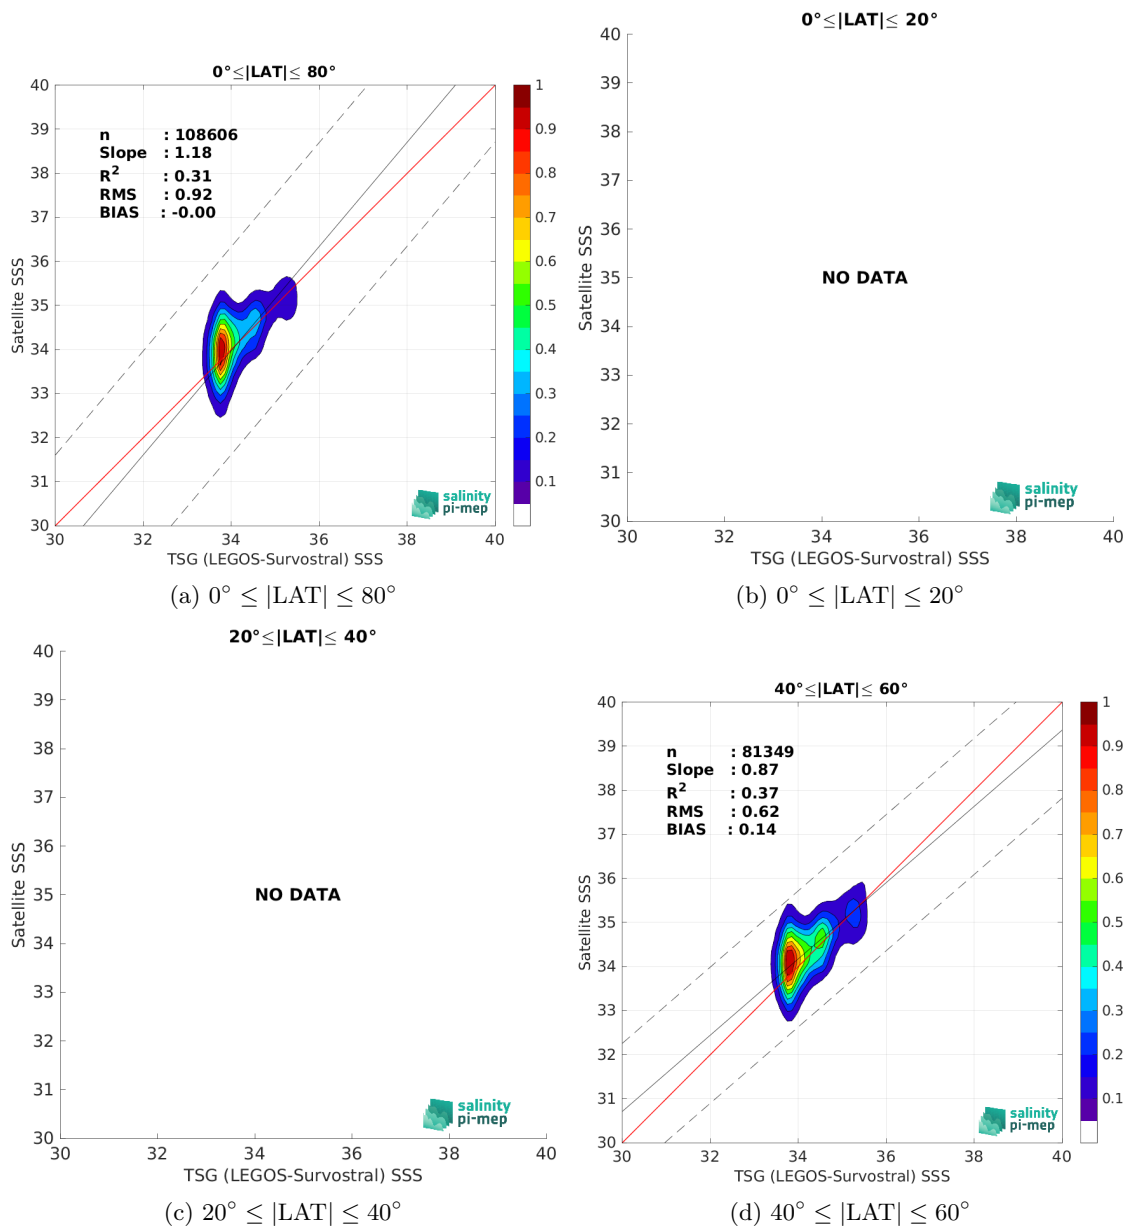 0°≤|LAT|≤ 80°
40
39
38
37
36
35
34
33
32
31
30
Satellite SSS
n : 108606
Slope : 1.18
R² : 0.31
RMS : 0.92
BIAS : -0.00
salinity
pi-mep
30 32 34 36 38 40
TSG (LEGOS-Survostral) SSS
1
0.9
0.8
0.7
0.6
0.5
0.4
0.3
0.2
0.1
(a) 0° ≤ |LAT| ≤ 80°
0°≤|LAT|≤ 20°
40
39
38
37
36
35
34
33
32
31
30
Satellite SSS
NO DATA
salinity
pi-mep
30 32 34 36 38 40
TSG (LEGOS-Survostral) SSS
(b) 0° ≤ |LAT| ≤ 20°
20°≤|LAT|≤ 40°
40
39
38
37
36
35
34
33
32
31
30
Satellite SSS
NO DATA
salinity
pi-mep
30 32 34 36 38 40
TSG (LEGOS-Survostral) SSS
(c) 20° ≤ |LAT| ≤ 40°
40°≤|LAT|≤ 60°
40
39
38
37
36
35
34
33
32
31
30
Satellite SSS
n : 81349
Slope : 0.87
R² : 0.37
RMS : 0.62
BIAS : 0.14
salinity
pi-mep
30 32 34 36 38 40
TSG (LEGOS-Survostral) SSS
1
0.9
0.8
0.7
0.6
0.5
0.4
0.3
0.2
0.1
(d) 40° ≤ |LAT| ≤ 60°